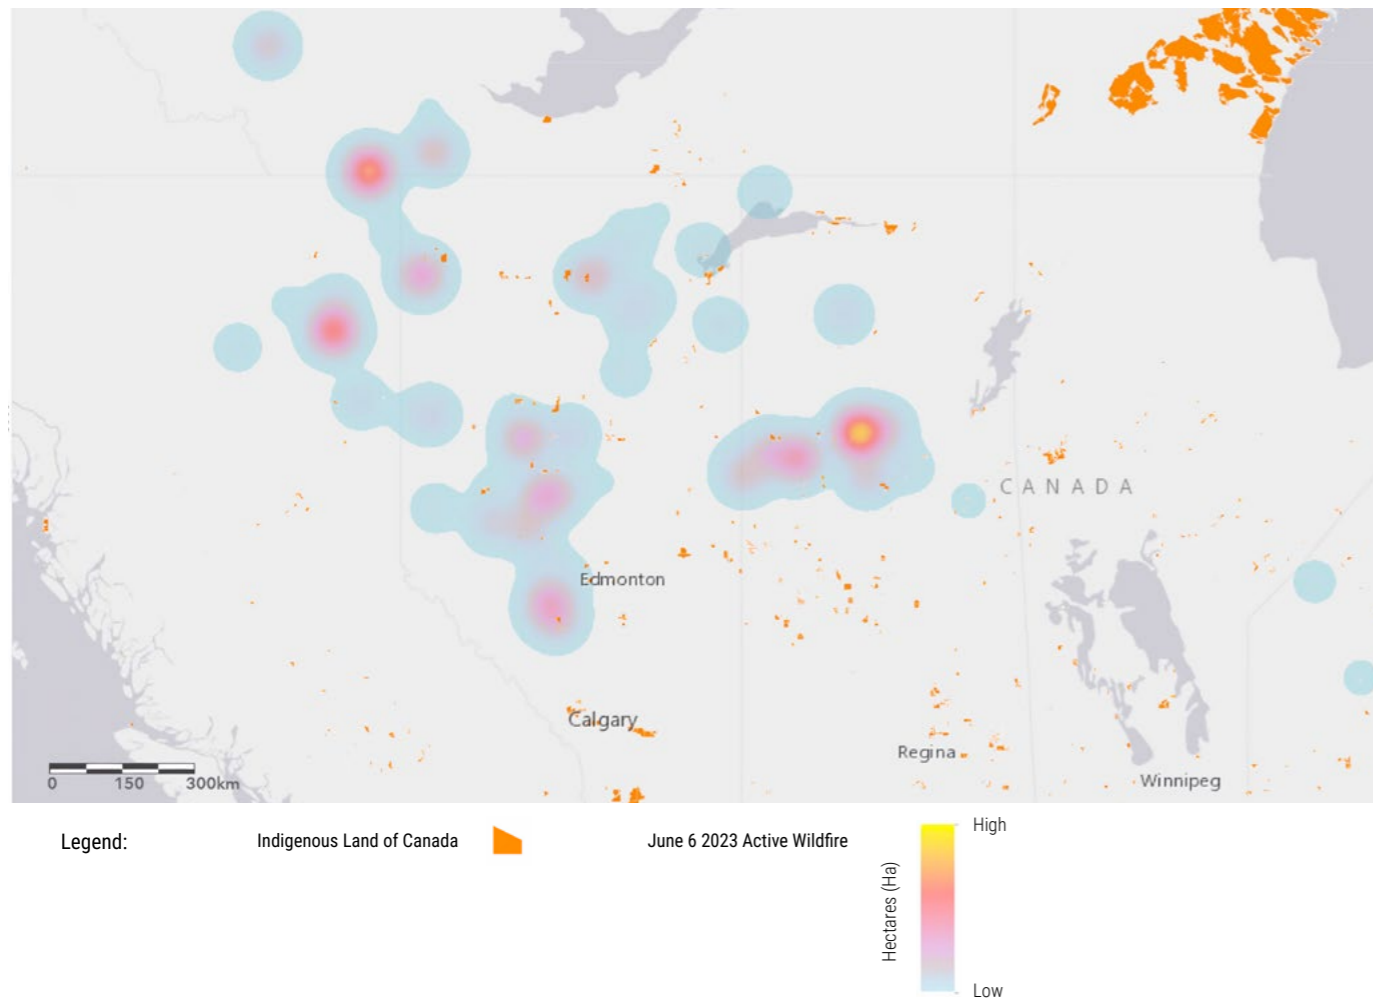 CANADA
Edmonton
Calgary
Regina
Winnipeg
0 150 300km
Legend:
Indigenous Land of Canada
June 6 2023 Active Wildfire
Hectares (Ha)
High
Low